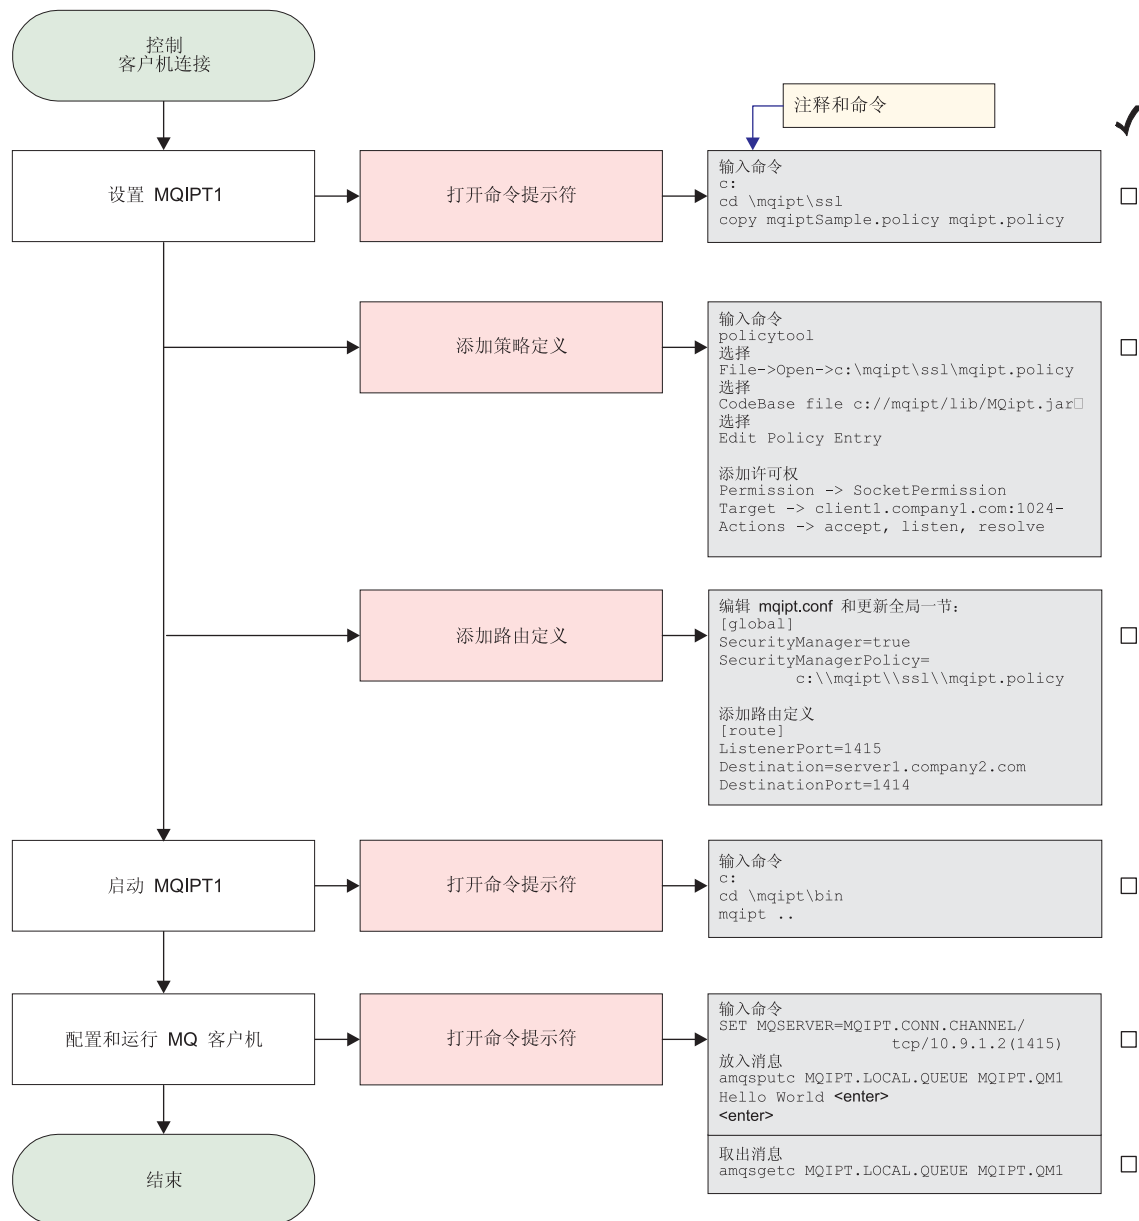 控制
客户机连接
注释和命令
设置 MQIPT1
打开命令提示符
输入命令
c:
cd \mqipt\ssl
copy mqiptSample.policy mqipt.policy
添加策略定义
输入命令
policytool
选择
File->Open->c:\mqipt\ssl\mqipt.policy
选择
CodeBase file c://mqipt/lib/MQipt.jar
选择
Edit Policy Entry
添加许可权
Permission -> SocketPermission
Target -> client1.company1.com:1024-
Actions -> accept, listen, resolve
添加路由定义
编辑 mqipt.conf 和更新全局一节：
[global]
SecurityManager=true
SecurityManagerPolicy=
c:\\mqipt\\ssl\\mqipt.policy
添加路由定义
[route]
ListenerPort=1415
Destination=server1.company2.com
DestinationPort=1414
启动 MQIPT1
打开命令提示符
输入命令
c:
cd \mqipt\bin
mqipt ..
配置和运行 MQ 客户机
打开命令提示符
输入命令
SET MQSERVER=MQIPT.CONN.CHANNEL/
tcp/10.9.1.2(1415)
放入消息
amqsputc MQIPT.LOCAL.QUEUE MQIPT.QM1
Hello World <enter>
<enter>
取出消息
amqsgetc MQIPT.LOCAL.QUEUE MQIPT.QM1
结束